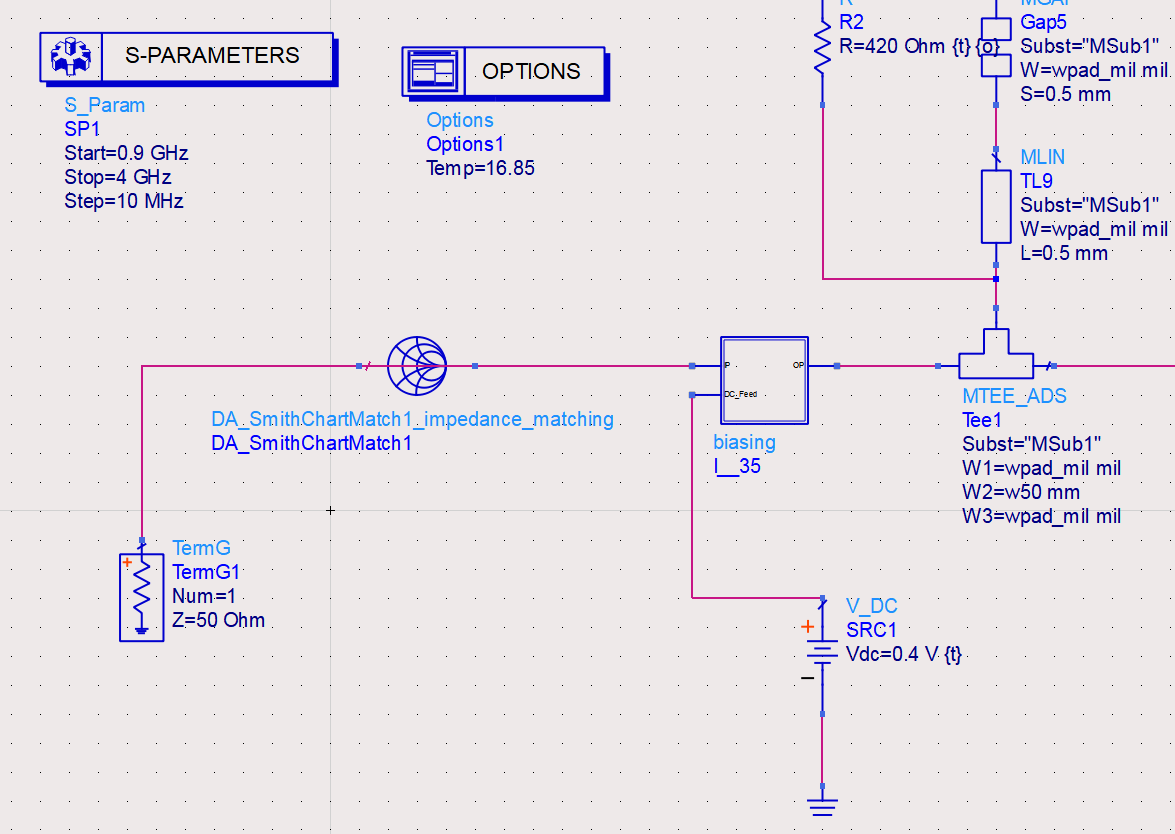 S-PARAMETERS
S_Param
SP1
Start=0.9 GHz
Stop=4 GHz
Step=10 MHz
OPTIONS
Options
Options1
Temp=16.85
R
R2
R=420 Ohm {t} {o}
MGAP
Gap5
Subst="MSub1"
W=wpad_mil mil
S=0.5 mm
MLIN
TL9
Subst="MSub1"
W=wpad_mil mil
L=0.5 mm
DA_SmithChartMatch1_impedance_matching
DA_SmithChartMatch1
P
OP
DC_Feed
biasing
I__35
MTEE_ADS
Tee1
Subst="MSub1"
W1=wpad_mil mil
W2=w50 mm
W3=wpad_mil mil
TermG
TermG1
Num=1
Z=50 Ohm
V_DC
SRC1
Vdc=0.4 V {t}